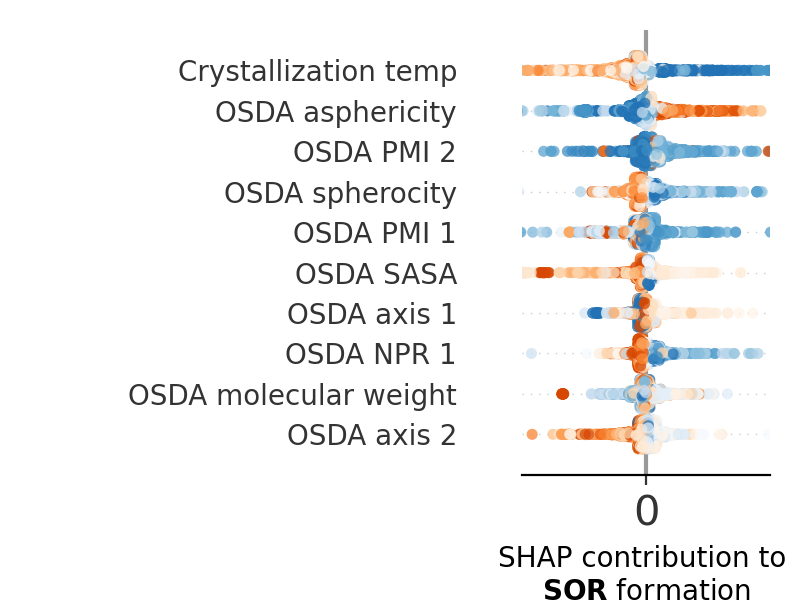 Crystallization temp
OSDA asphericity
OSDA PMI 2
OSDA spherocity
OSDA PMI 1
OSDA SASA
OSDA axis 1
OSDA NPR 1
OSDA molecular weight
OSDA axis 2
0
SHAP contribution to
SOR formation